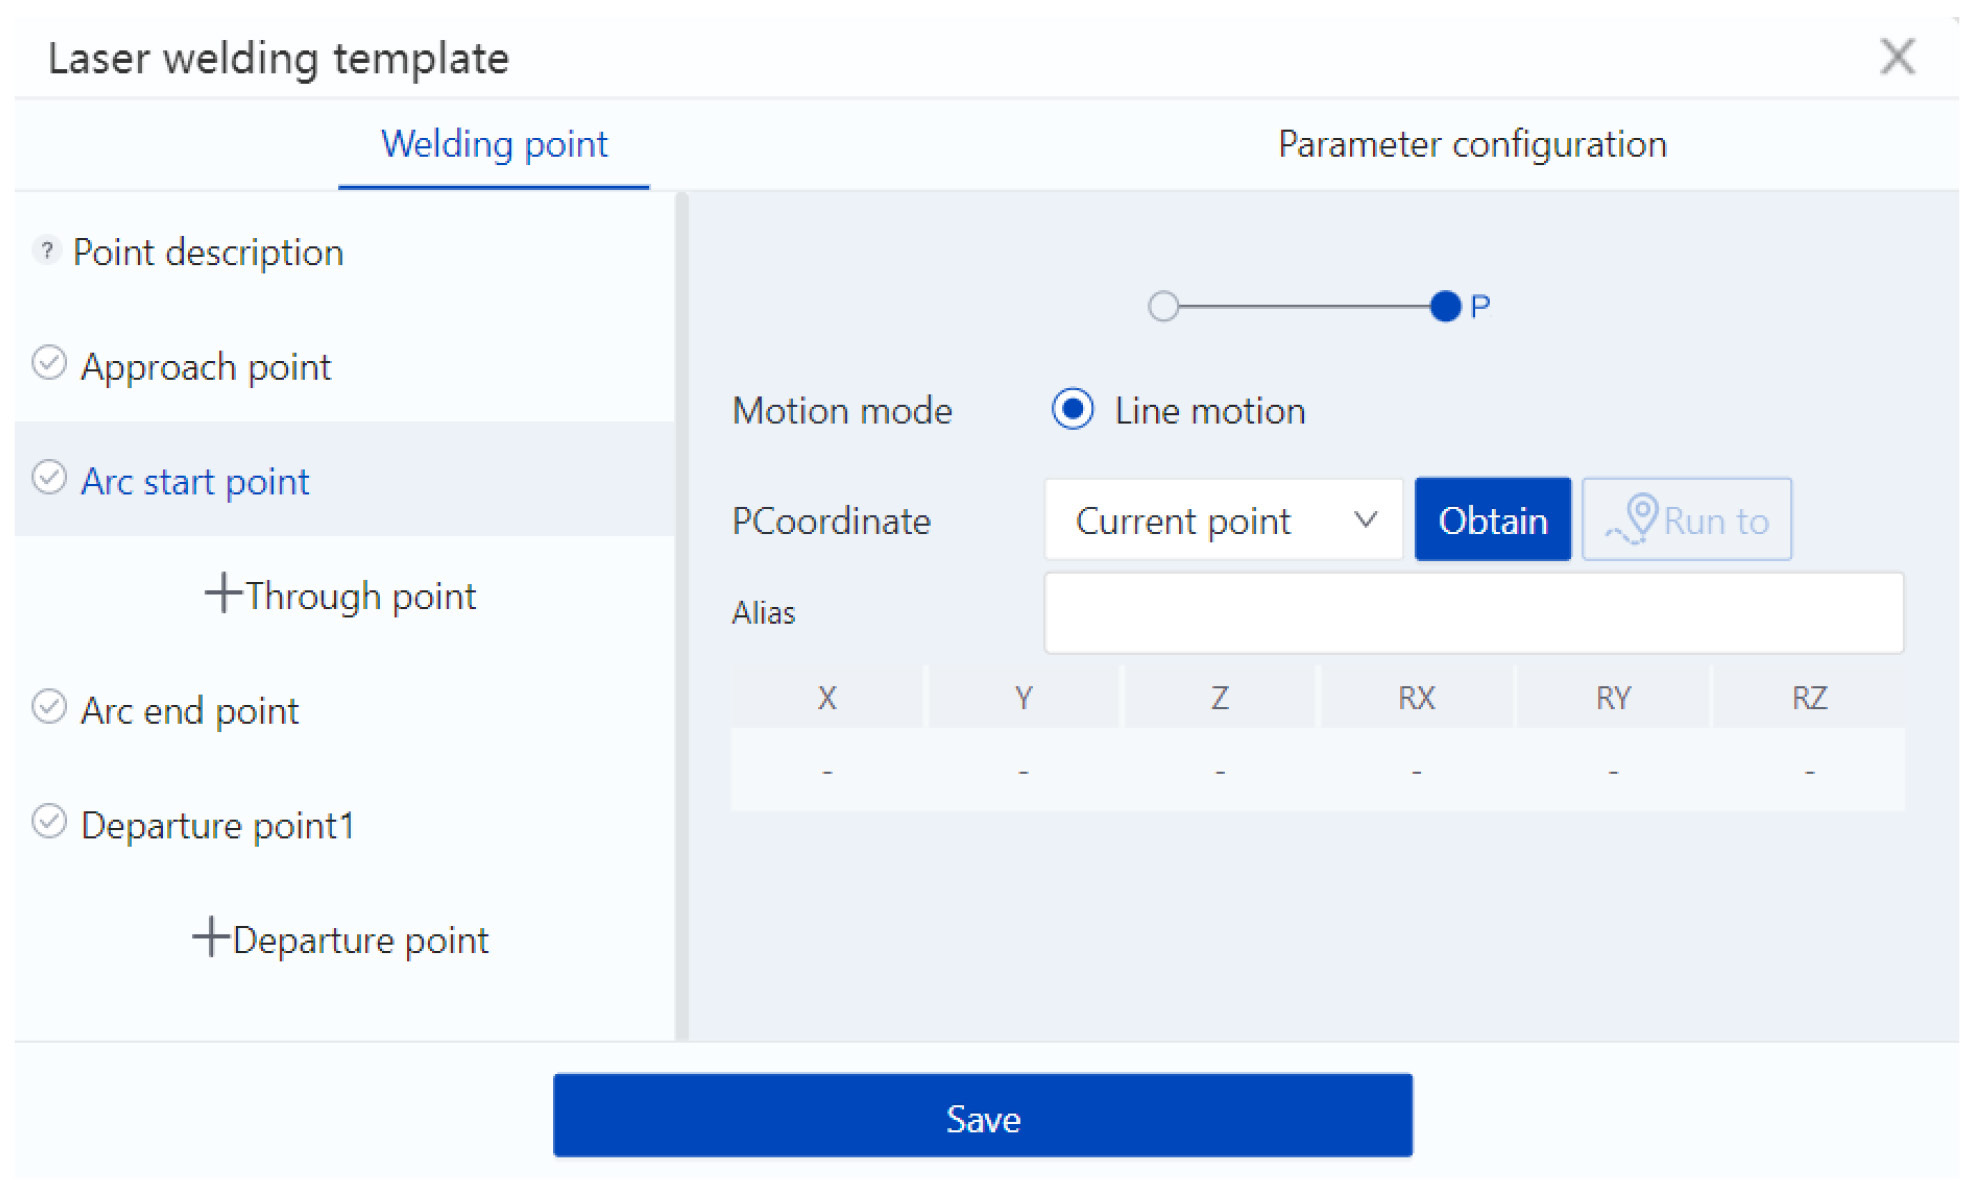 Laser welding template
Welding point
Parameter configuration
? Point description
Approach point
Arc start point
+Through point
Arc end point
Departure point1
+Departure point
P
Motion mode
Line motion
PCoordinate
Current point
Obtain
Run to
Alias
X Y Z RX RY RZ
- - - - - -
Save